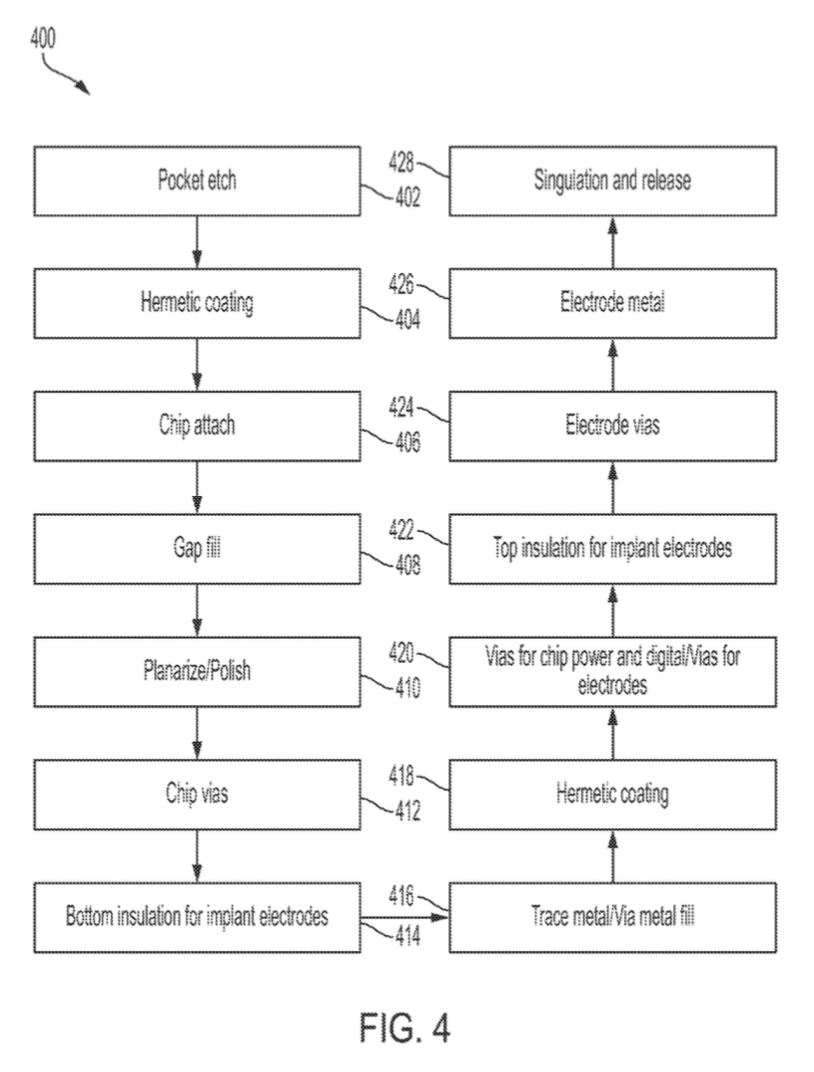 400
Pocket etch
402
Hermetic coating
404
Chip attach
406
Gap fill
408
Planarize/Polish
410
Chip vias
412
Bottom insulation for implant electrodes
414
416
Trace metal/Via metal fill
418
Hermetic coating
420
Vias for chip power and digital/Vias for
electrodes
422
Top insulation for implant electrodes
424
Electrode vias
426
Electrode metal
428
Singulation and release
FIG. 4